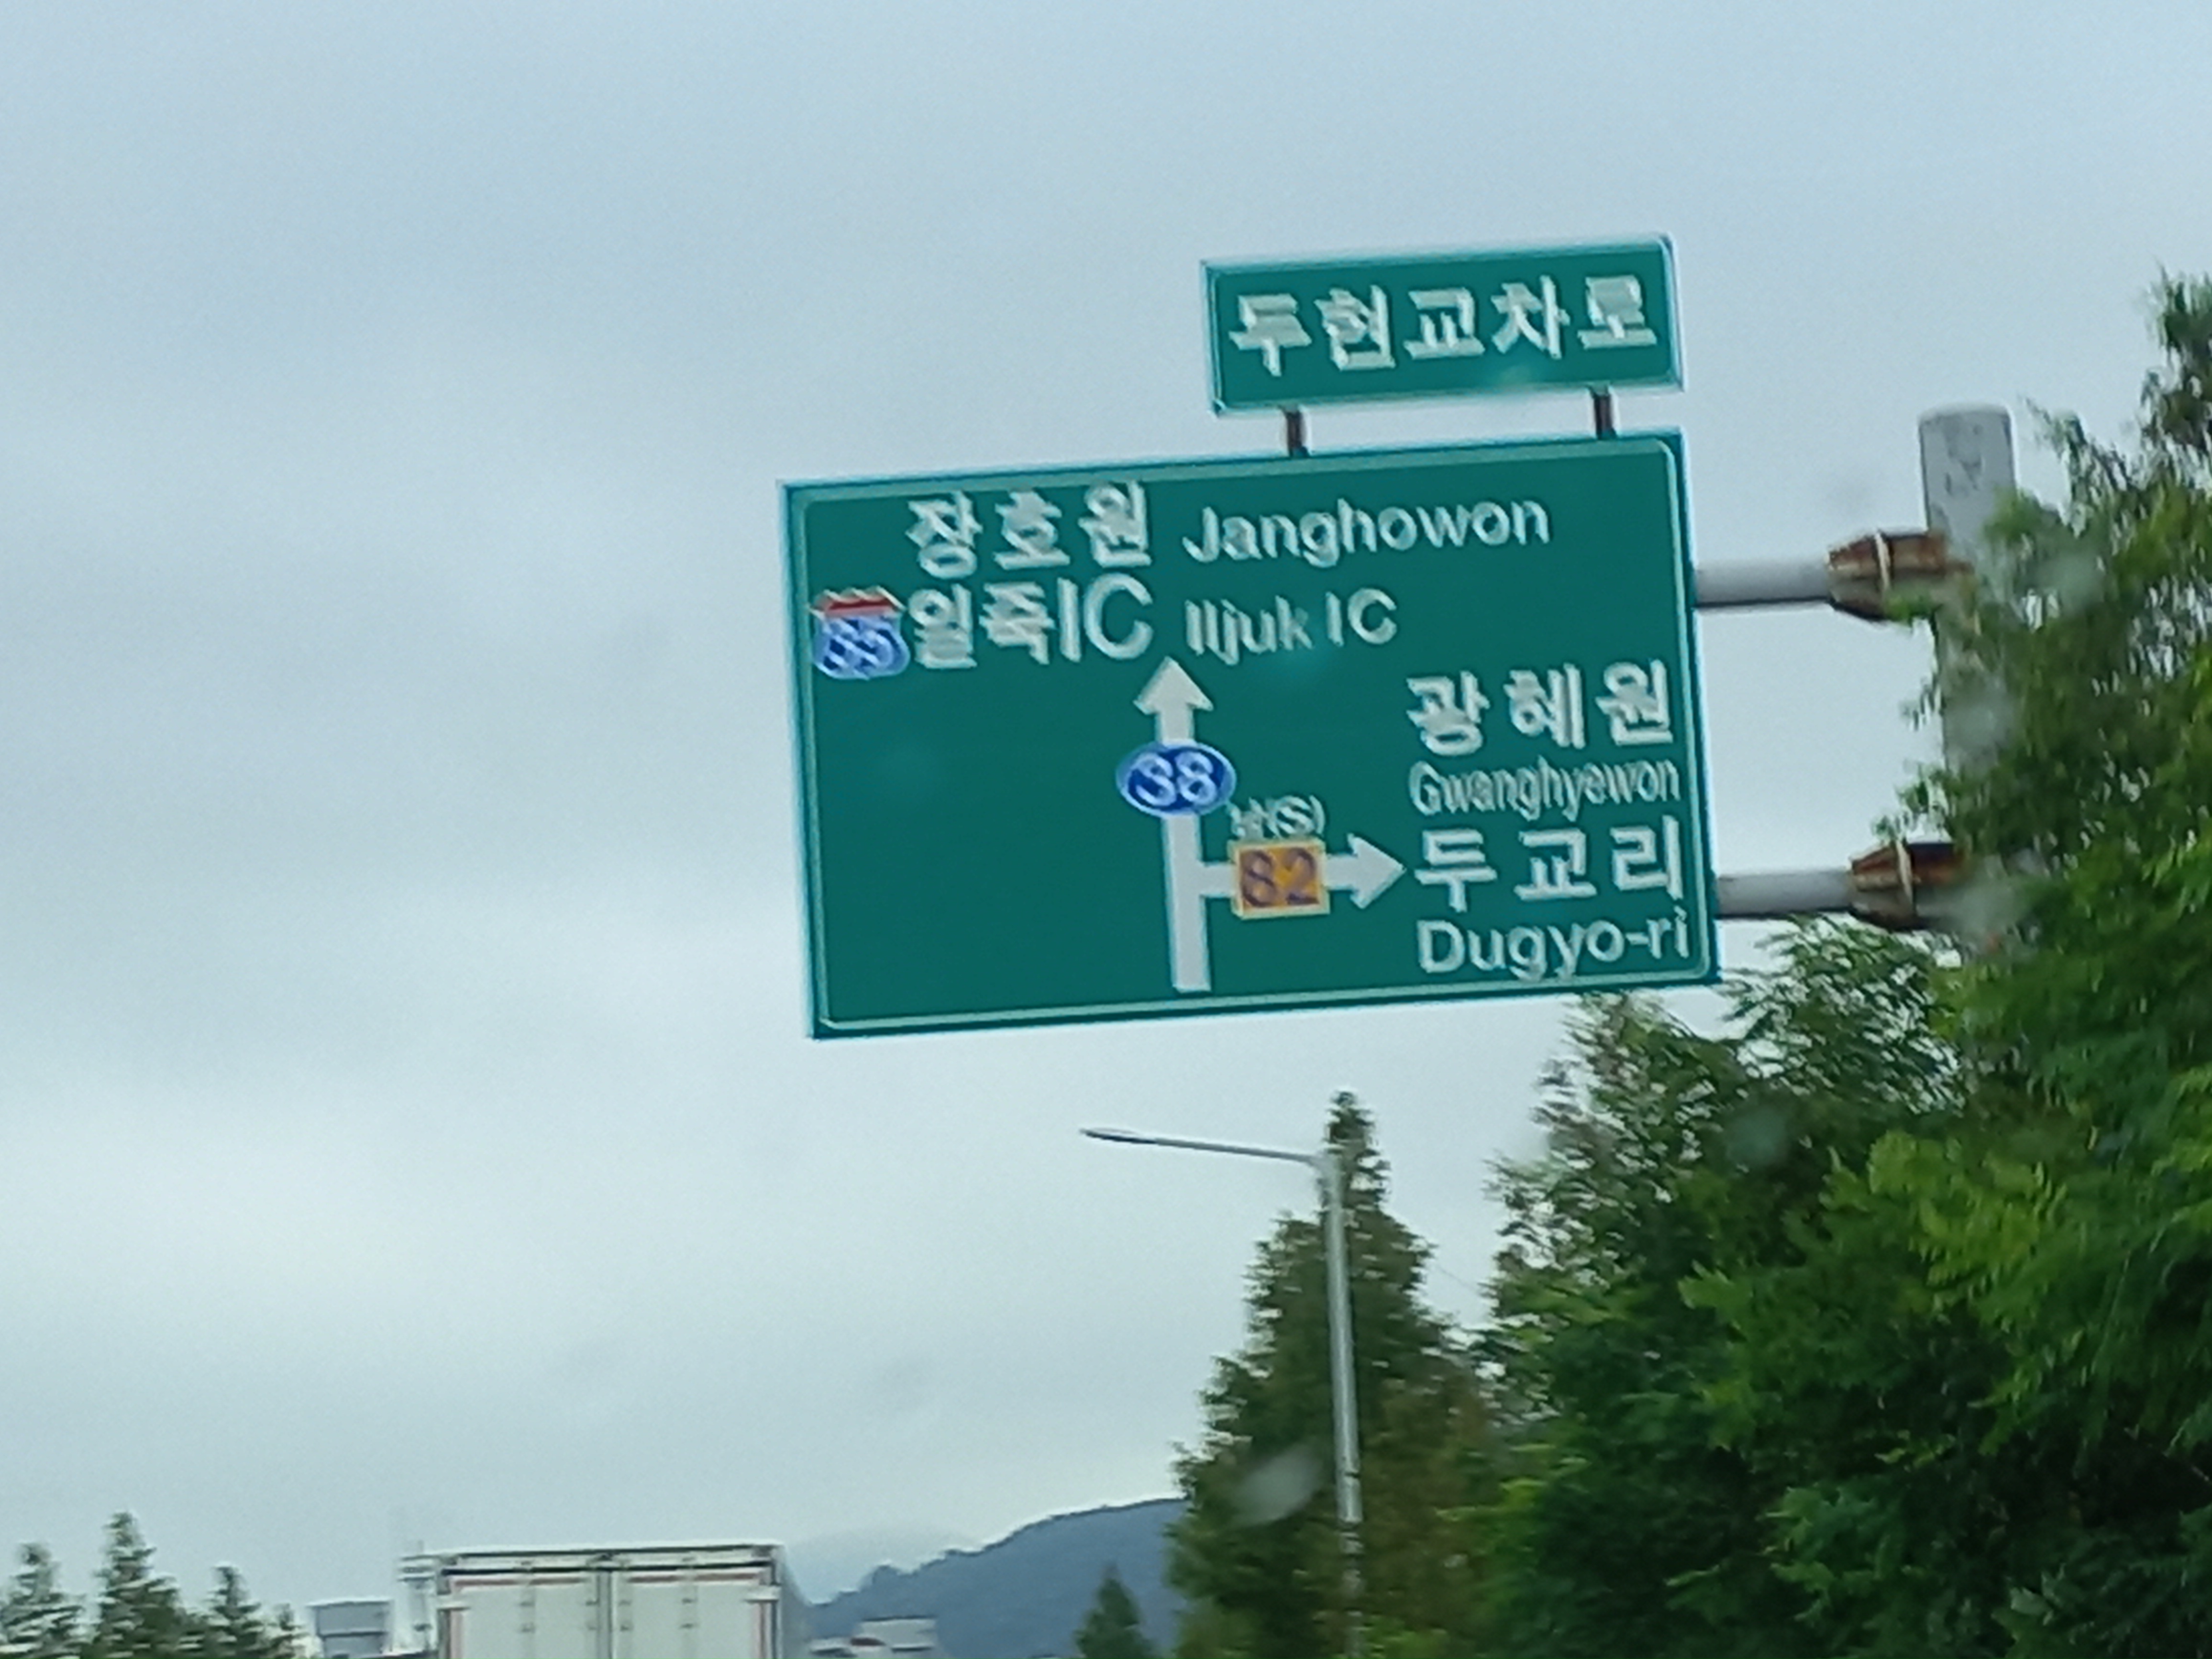 두현교차로
장호원 Janghowon
35 일죽IC Iljuk IC
38
광혜원
Gwanghyewon
남(S)
82
두교리
Dugyo-ri